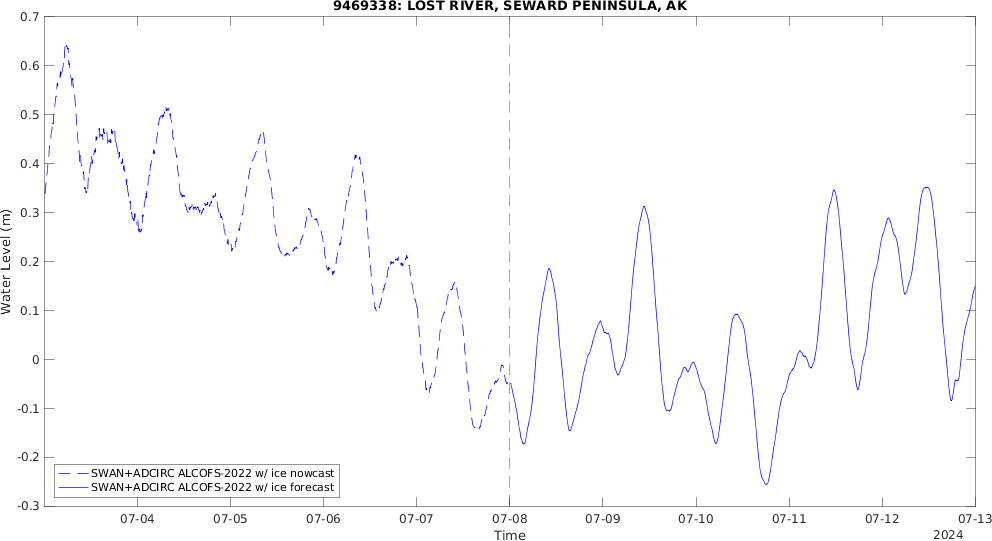 9469338: LOST RIVER, SEWARD PENINSULA, AK
0.7
0.6
0.5
0.4
0.3
0.2
0.1
0
-0.1
-0.2
-0.3
Water Level (m)
SWAN+ADCIRC ALCOFS-2022 w/ ice nowcast
SWAN+ADCIRC ALCOFS-2022 w/ ice forecast
07-04 07-05 07-06 07-07 07-08 07-09 07-10 07-11 07-12 07-13
Time
2024